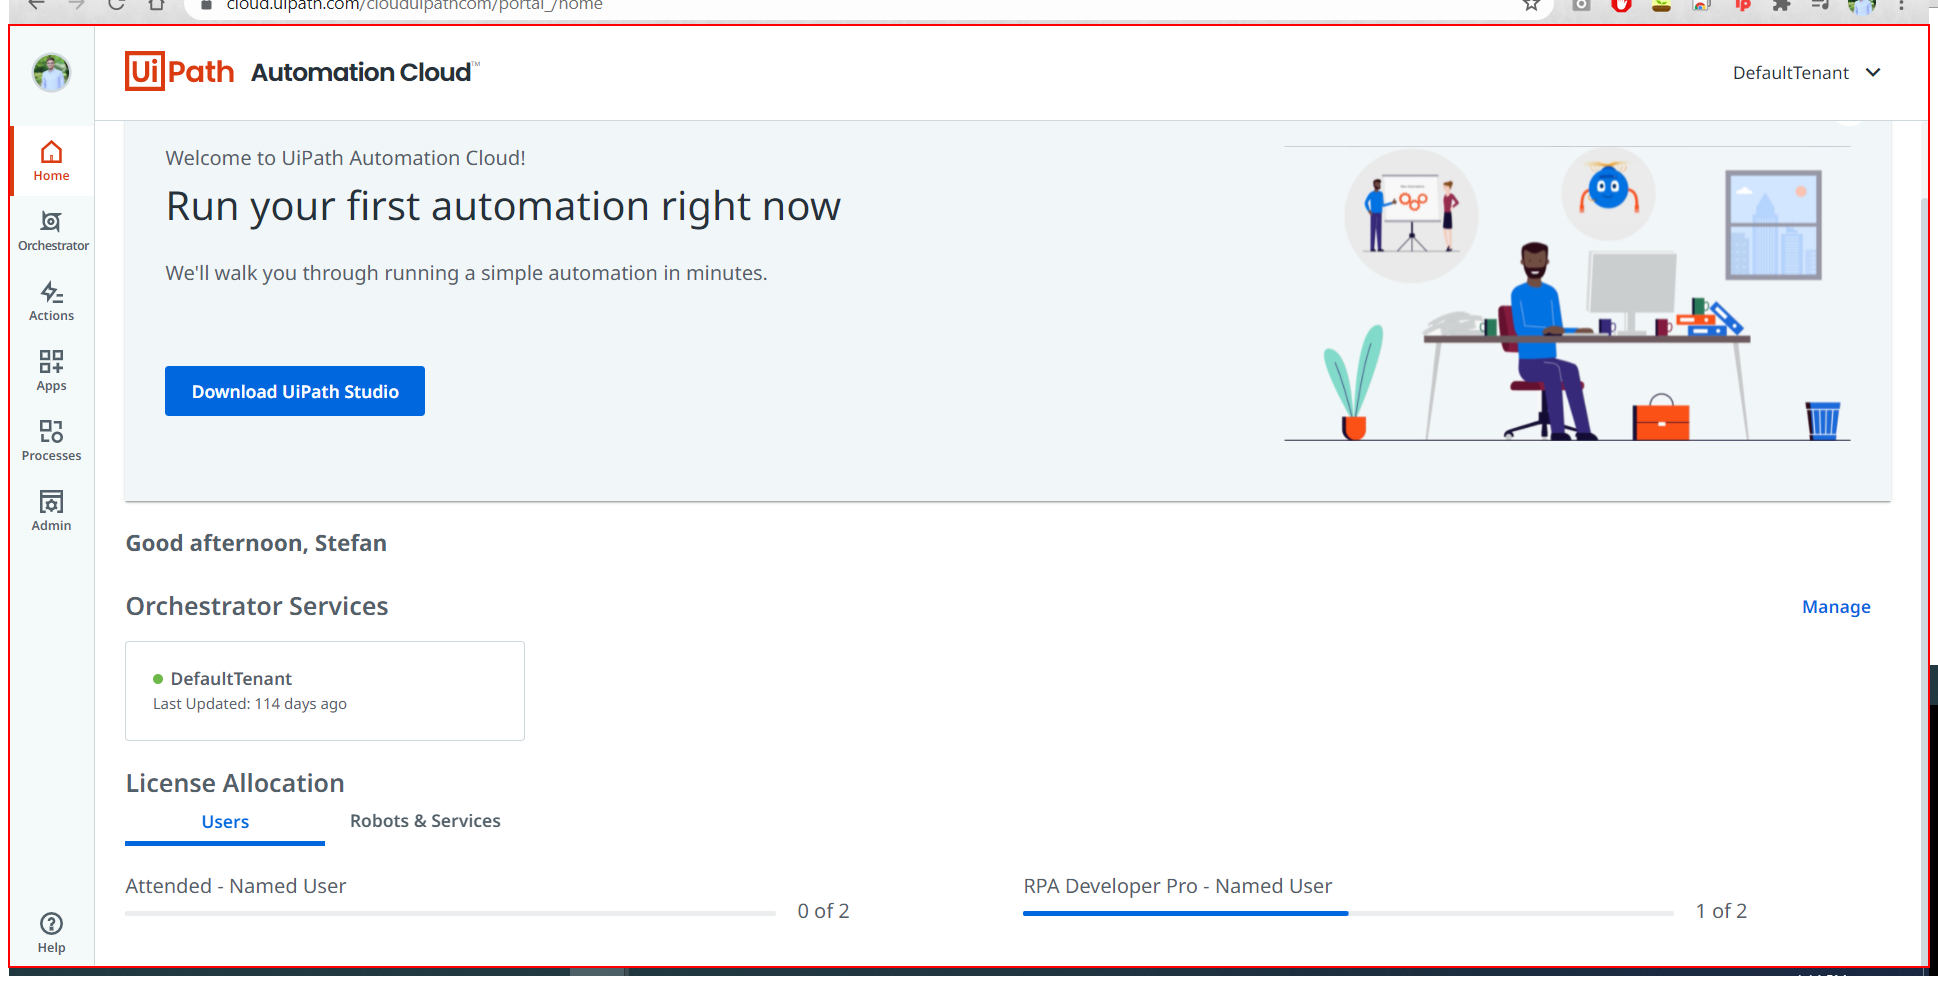 cloud.uipath.com/clouduipathcom/portal_/home
UiPath Automation Cloud™
DefaultTenant
Home
Orchestrator
Actions
Apps
Processes
Admin
Help
Welcome to UiPath Automation Cloud!
Run your first automation right now
We'll walk you through running a simple automation in minutes.
Download UiPath Studio
Good afternoon, Stefan
Orchestrator Services
Manage
DefaultTenant
Last Updated: 114 days ago
License Allocation
Users
Robots & Services
Attended - Named User
0 of 2
RPA Developer Pro - Named User
1 of 2